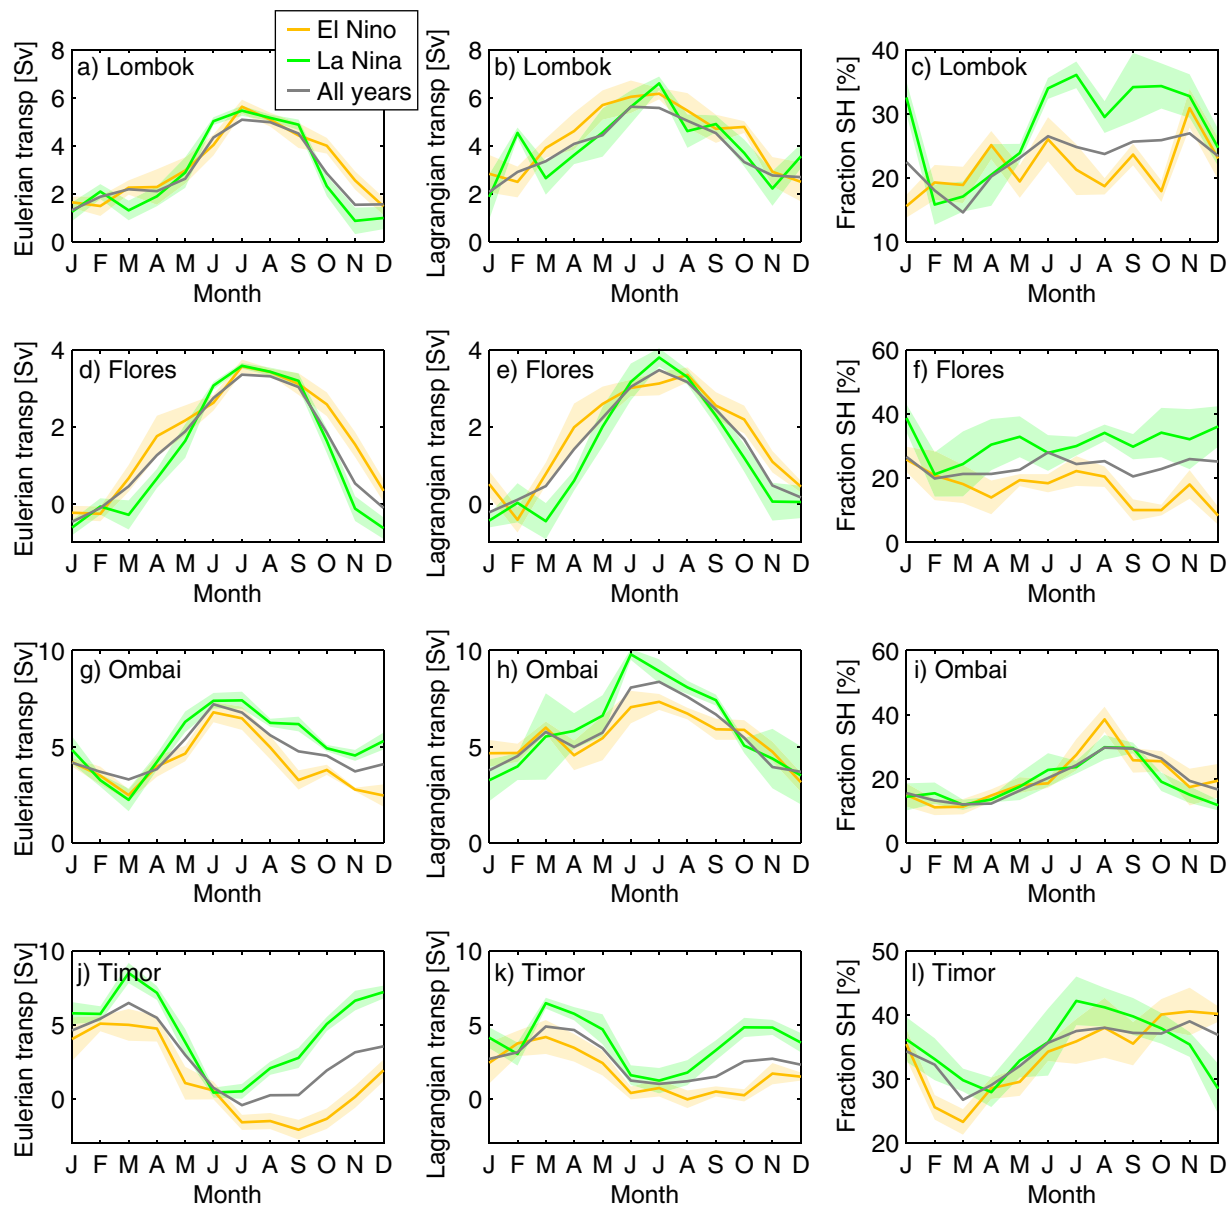 El Nino
La Nina
All years
a) Lombok
Eulerian transp [Sv]
8
6
4
2
0
J F M A M J J A S O N D
Month
b) Lombok
Lagrangian transp [Sv]
8
6
4
2
0
J F M A M J J A S O N D
Month
c) Lombok
Fraction SH [%]
40
30
20
10
J F M A M J J A S O N D
Month
d) Flores
Eulerian transp [Sv]
4
2
0
J F M A M J J A S O N D
Month
e) Flores
Lagrangian transp [Sv]
4
2
0
J F M A M J J A S O N D
Month
f) Flores
Fraction SH [%]
60
40
20
0
J F M A M J J A S O N D
Month
g) Ombai
Eulerian transp [Sv]
10
5
0
J F M A M J J A S O N D
Month
h) Ombai
Lagrangian transp [Sv]
10
5
0
J F M A M J J A S O N D
Month
i) Ombai
Fraction SH [%]
60
40
20
0
J F M A M J J A S O N D
Month
j) Timor
Eulerian transp [Sv]
10
5
0
J F M A M J J A S O N D
Month
k) Timor
Lagrangian transp [Sv]
10
5
0
J F M A M J J A S O N D
Month
l) Timor
Fraction SH [%]
50
40
30
20
J F M A M J J A S O N D
Month